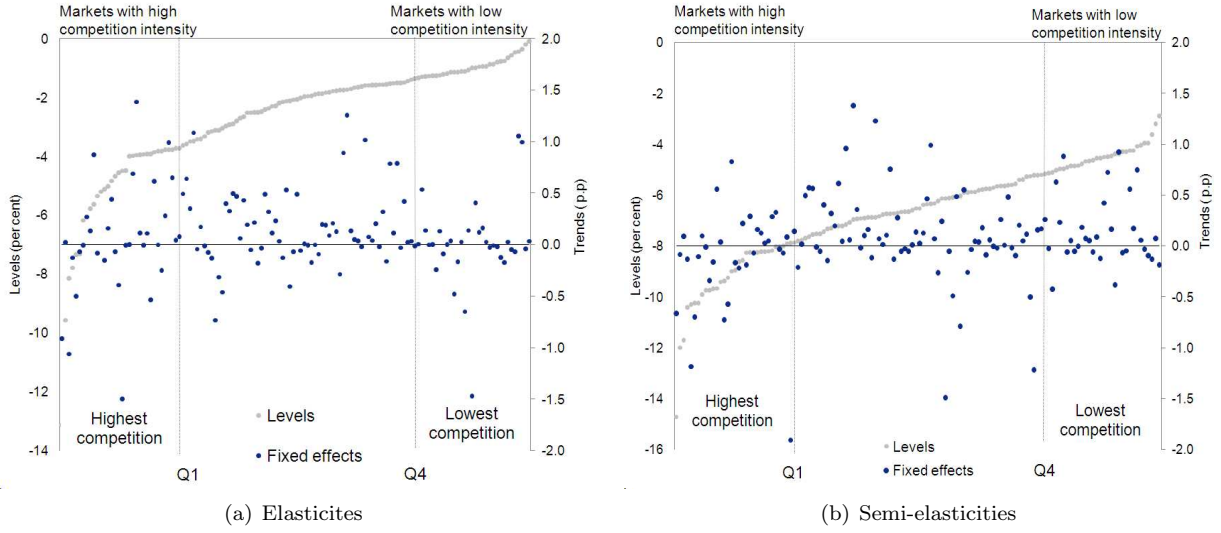 Markets with high
competition intensity
Markets with low
competition intensity
0
-2
-4
-6
-8
-10
-12
-14
Levels (per cent)
2.0
1.5
1.0
0.5
0.0
-0.5
-1.0
-1.5
-2.0
Trends (p.p)
Highest
competition
Levels
Fixed effects
Lowest
competition
Q1
Q4
(a) Elasticites
Markets with high
competition intensity
Markets with low
competition intensity
0
-2
-4
-6
-8
-10
-12
-14
-16
Levels (per cent)
2.0
1.5
1.0
0.5
0.0
-0.5
-1.0
-1.5
-2.0
Trends (p.p)
Highest
competition
Levels
Fixed effects
Lowest
competition
Q1
Q4
(b) Semi-elasticities